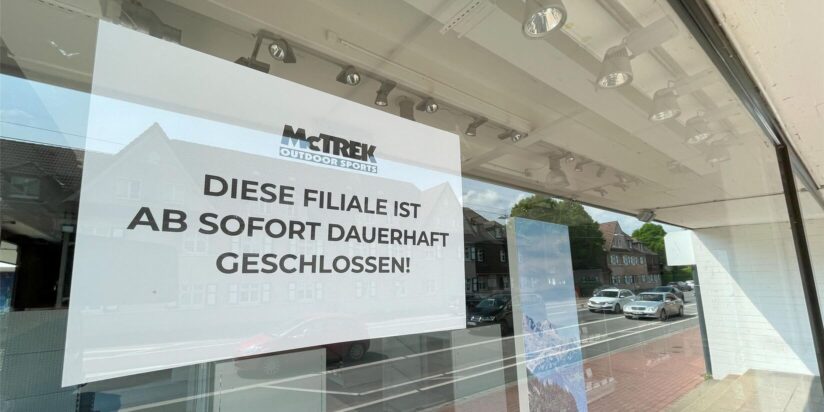 McTREK
OUTDOOR SPORTS
DIESE FILIALE IST
AB SOFORT DAUERHAFT
GESCHLOSSEN!